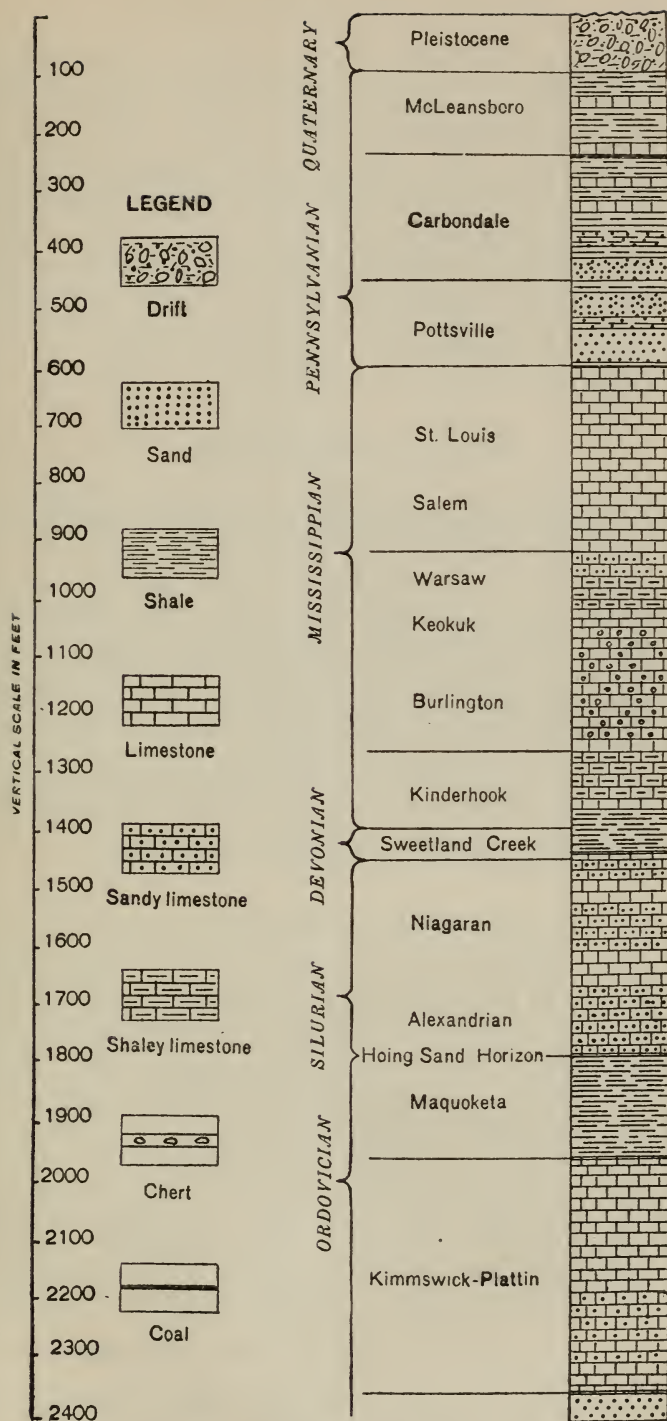 VERTICAL SCALE IN FEET
100
200
300
400
500
600
700
800
900
1000
1100
1200
1300
1400
1500
1600
1700
1800
1900
2000
2100
2200
2300
2400
LEGEND
Drift
Sand
Shale
Limestone
Sandy limestone
Shaley limestone
Chert
Coal
QUATERNARY
PENNSYLVANIAN
MISSISSIPPIAN
DEVONIAN
SILURIAN
ORDOVICIAN
Pleistocene
McLeansboro
Carbondale
Pottsville
St. Louis
Salem
Warsaw
Keokuk
Burlington
Kinderhook
Sweetland Creek
Niagaran
Alexandrian
Hoing Sand Horizon
Maquoketa
Kimmswick-Plattin